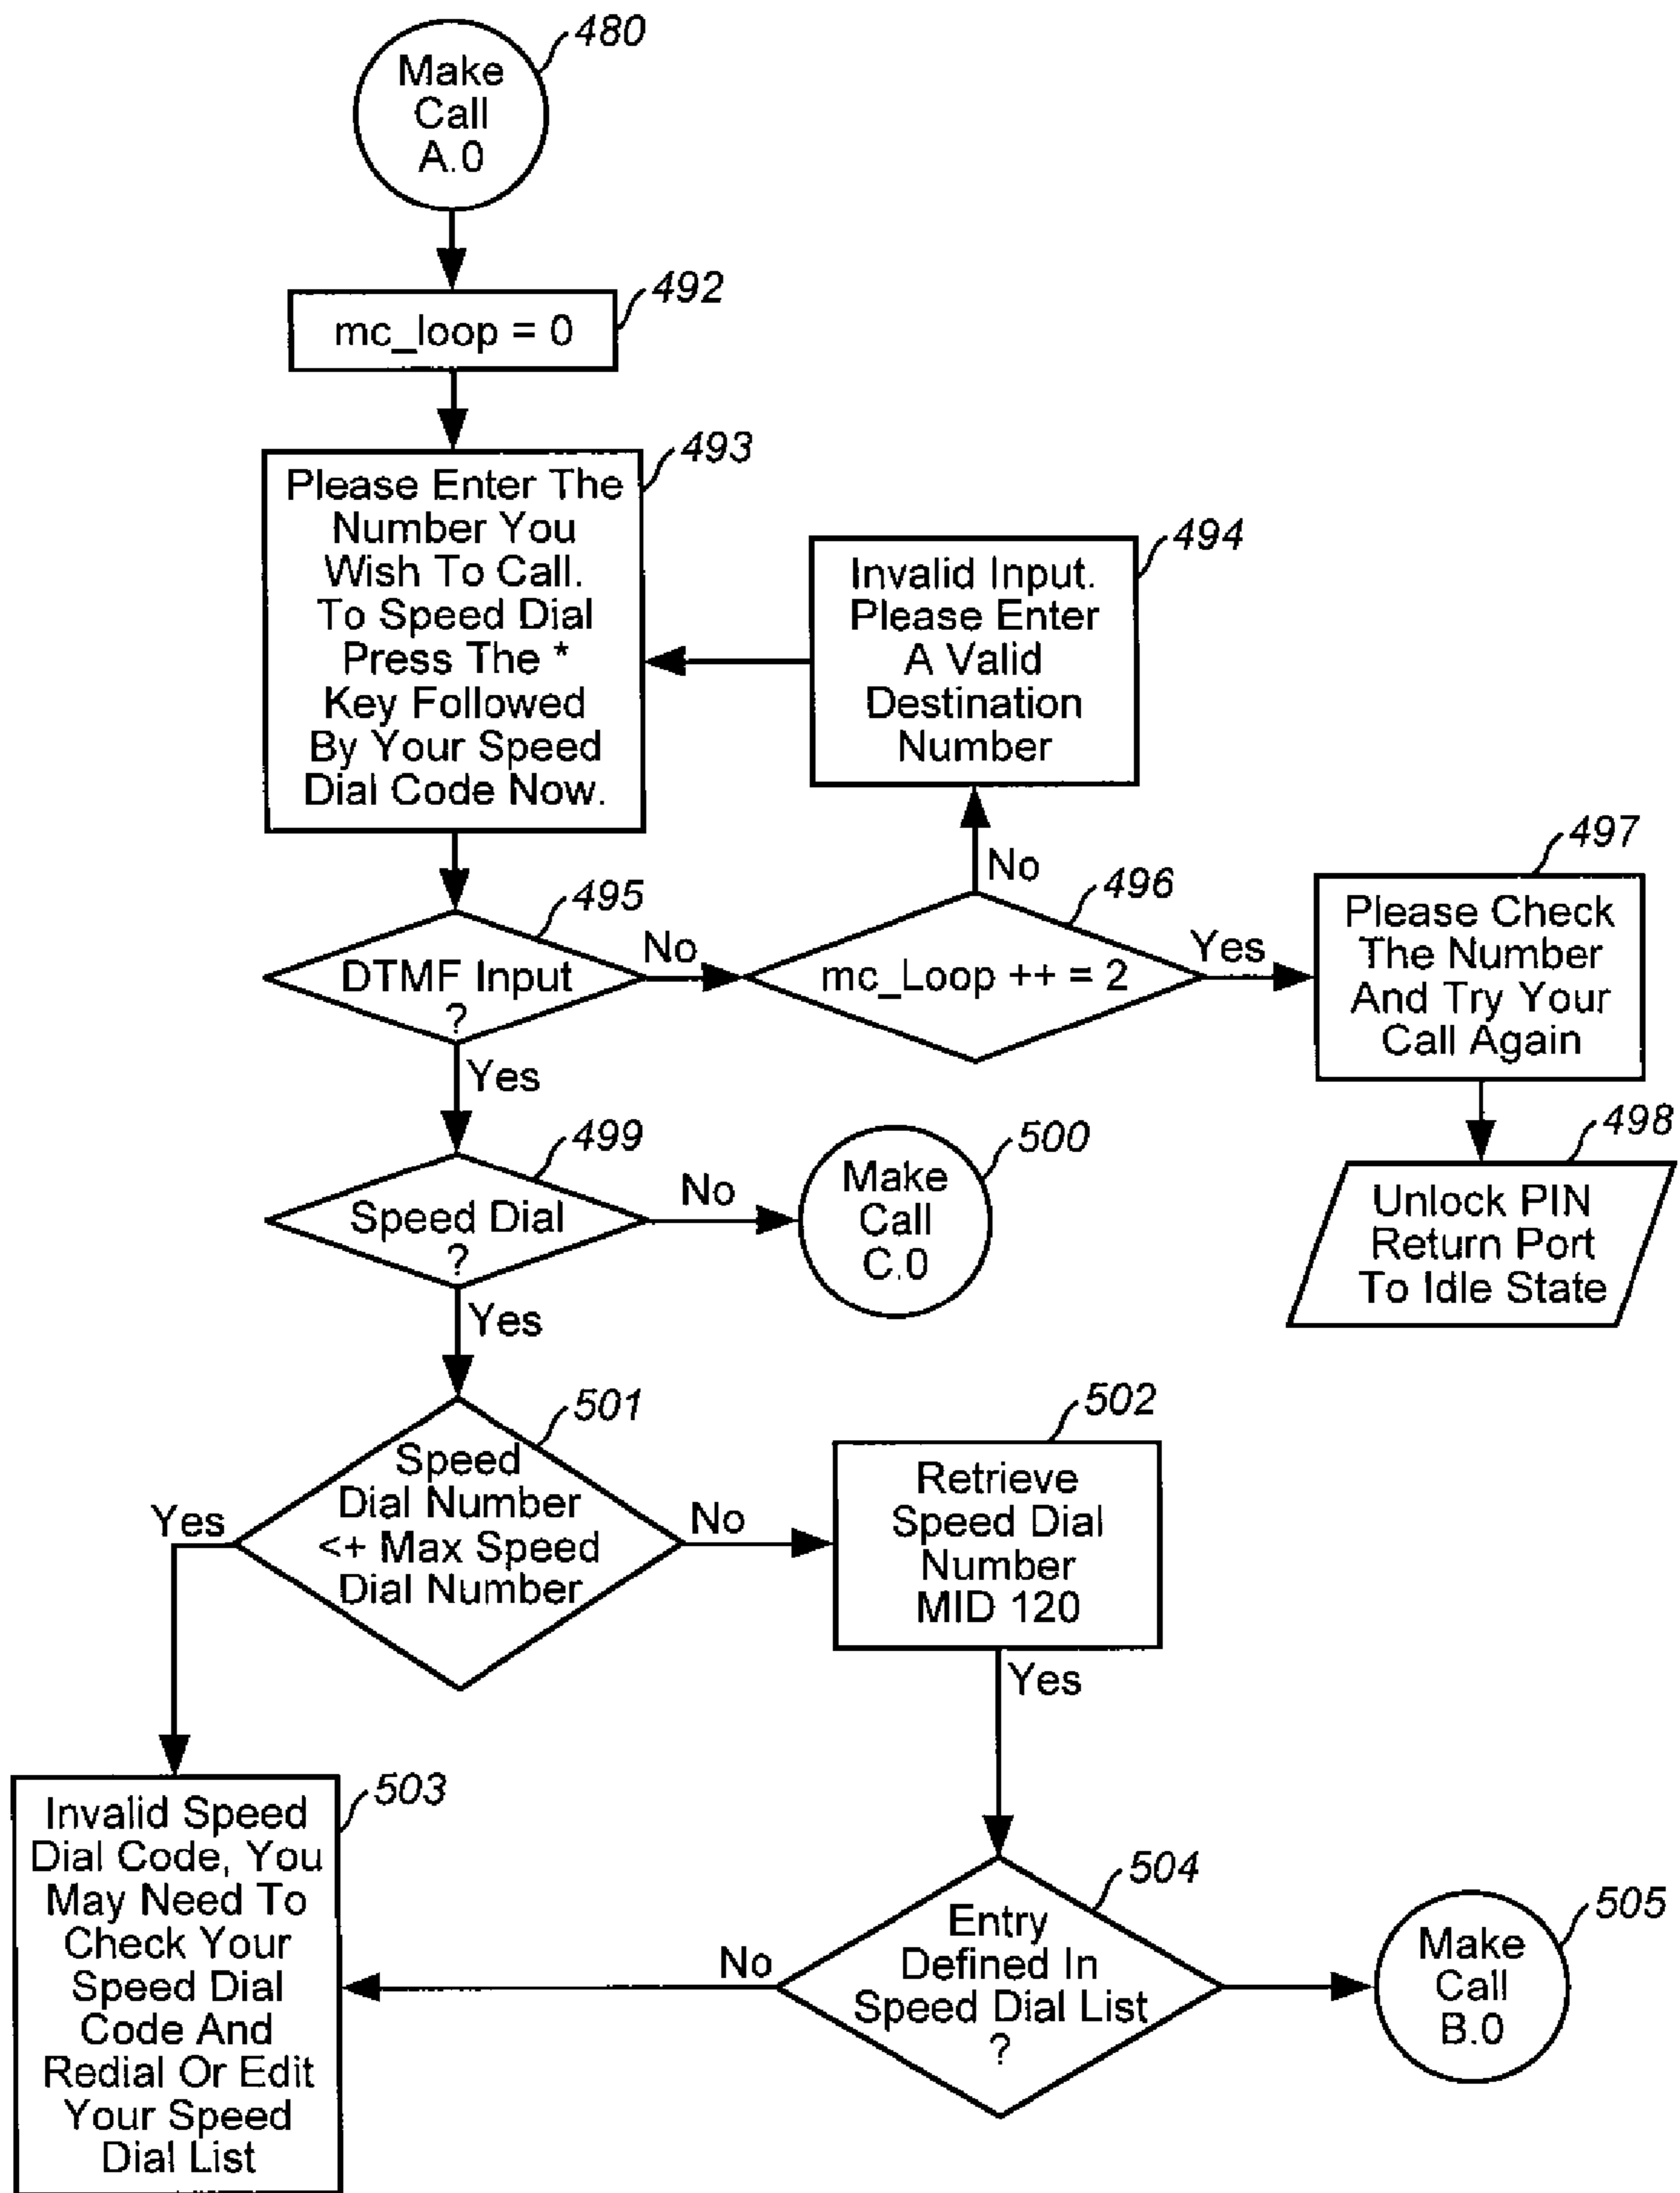 480
Make
Call
A.0
492
mc_loop = 0
493
Please Enter The
Number You
Wish To Call.
To Speed Dial
Press The *
Key Followed
By Your Speed
Dial Code Now.
494
Invalid Input.
Please Enter
A Valid
Destination
Number
495
DTMF Input
?
No
Yes
496
mc_Loop ++ = 2
No
Yes
497
Please Check
The Number
And Try Your
Call Again
498
Unlock PIN
Return Port
To Idle State
499
Speed Dial
?
No
Yes
500
Make
Call
C.0
501
Speed
Dial Number
<+ Max Speed
Dial Number
Yes
No
502
Retrieve
Speed Dial
Number
MID 120
Yes
503
Invalid Speed
Dial Code, You
May Need To
Check Your
Speed Dial
Code And
Redial Or Edit
Your Speed
Dial List
504
Entry
Defined In
Speed Dial List
?
No
505
Make
Call
B.0